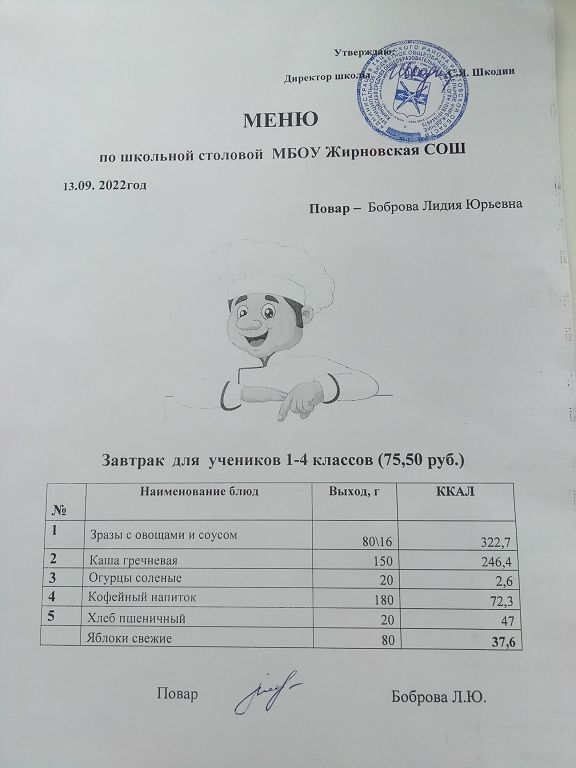 Утверждаю:
Директор школы С.Я. Шкодин
МЕНЮ
по школьной столовой МБОУ Жирновская СОШ
13.09. 2022год
Повар – Боброва Лидия Юрьевна
Завтрак для учеников 1-4 классов (75,50 руб.)
№ Наименование блюд Выход, г ККАЛ
1 Зразы с овощами и соусом 80\16 322,7
2 Каша гречневая 150 246,4
3 Огурцы соленые 20 2,6
4 Кофейный напиток 180 72,3
5 Хлеб пшеничный 20 47
Яблоки свежие 80 37,6
Повар Боброва Л.Ю.